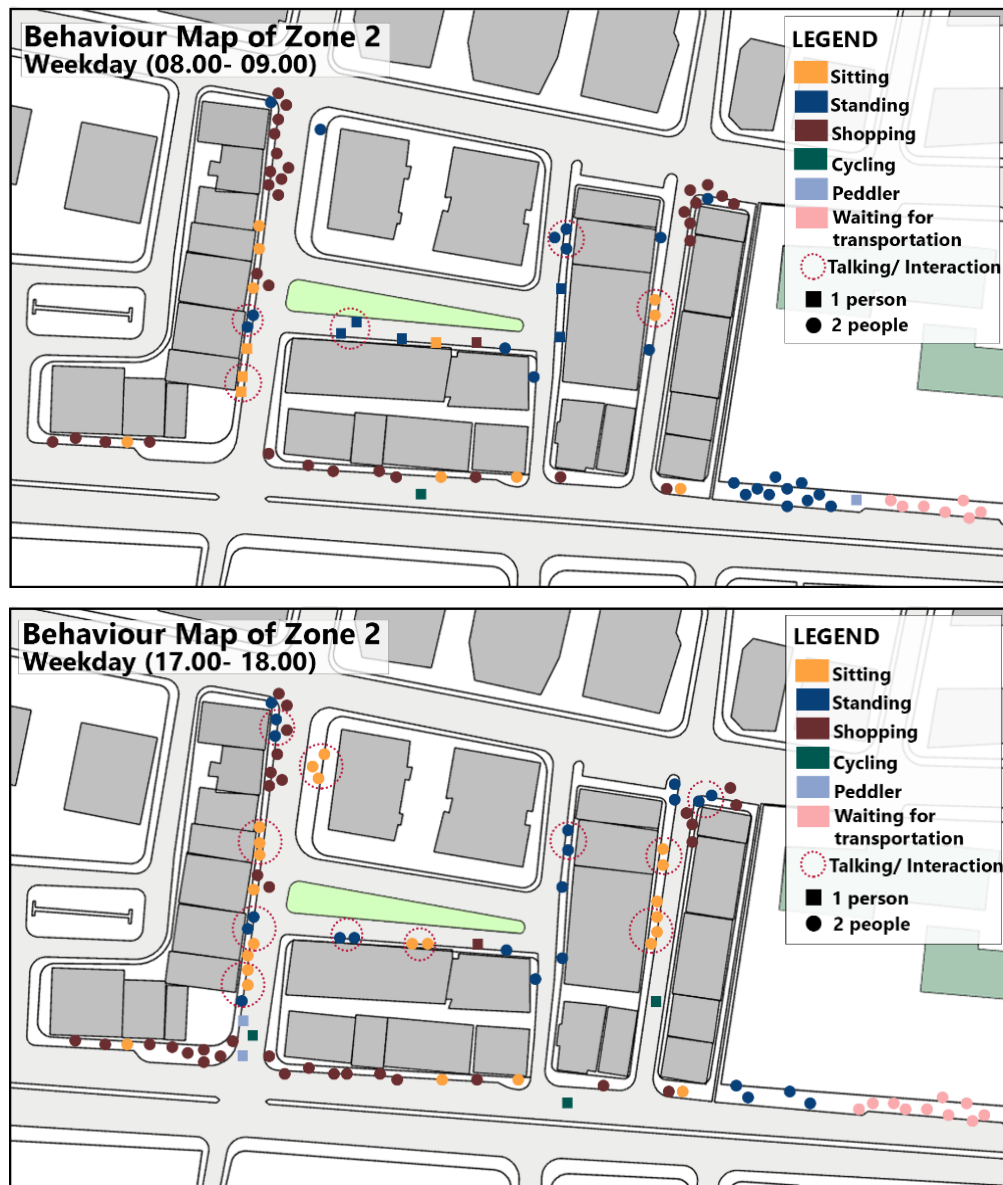 Behaviour Map of Zone 2
Weekday (08.00- 09.00)
LEGEND
Sitting
Standing
Shopping
Cycling
Peddler
Waiting for
transportation
Talking/ Interaction
1 person
2 people
Behaviour Map of Zone 2
Weekday (17.00- 18.00)
LEGEND
Sitting
Standing
Shopping
Cycling
Peddler
Waiting for
transportation
Talking/ Interaction
1 person
2 people